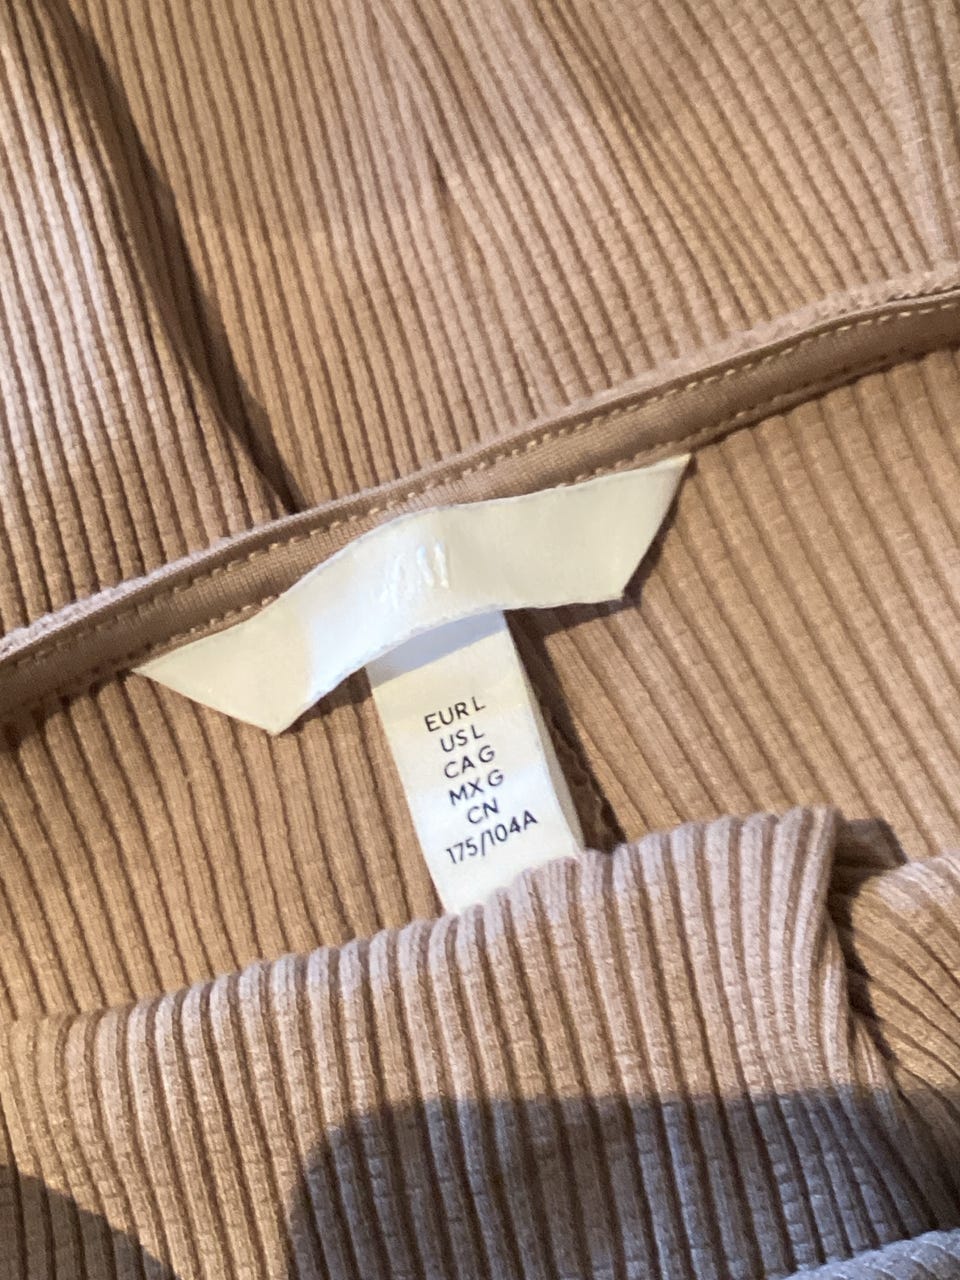 H&M
EUR L
US L
CA G
MX G
CN
175/104A